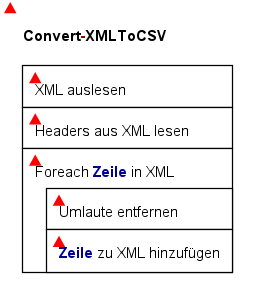 Convert-XMLToCSV
XML auslesen
Headers aus XML lesen
Foreach Zeile in XML
Umlaute entfernen
Zeile zu XML hinzufügen